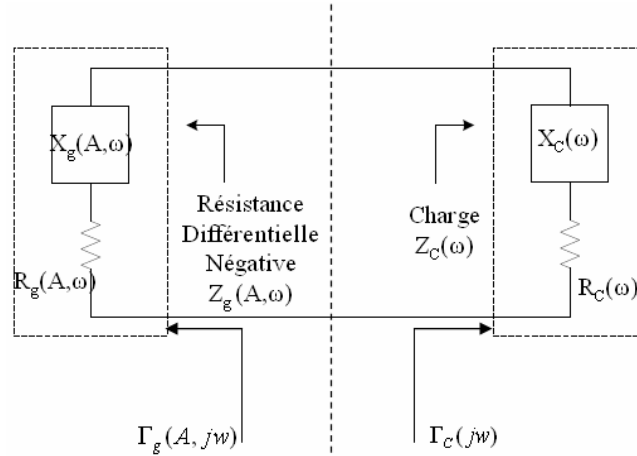 X_g(A,ω)
R_g(A,ω)
Résistance
Différentielle
Négative
Z_g(A,ω)
Charge
Z_C(ω)
X_C(ω)
R_C(ω)
Γ_g(A, jw)
Γ_C(jw)